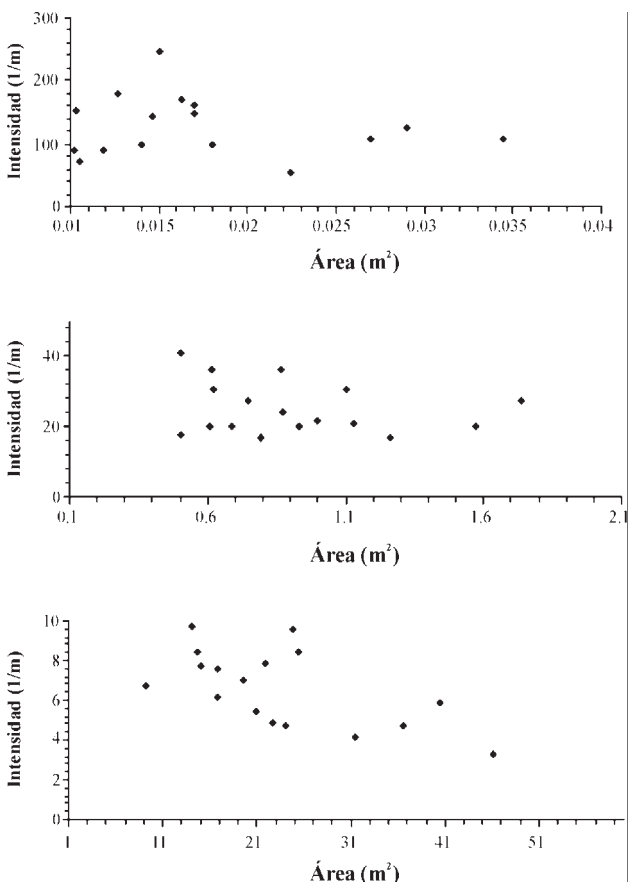 300
200
100
0
Intensidad (1/m)
0.01 0.015 0.02 0.025 0.03 0.035 0.04
Área (m²)
40
20
0
Intensidad (1/m)
0.1 0.6 1.1 1.6 2.1
Área (m²)
10
8
6
4
2
0
Intensidad (1/m)
1 11 21 31 41 51
Área (m²)